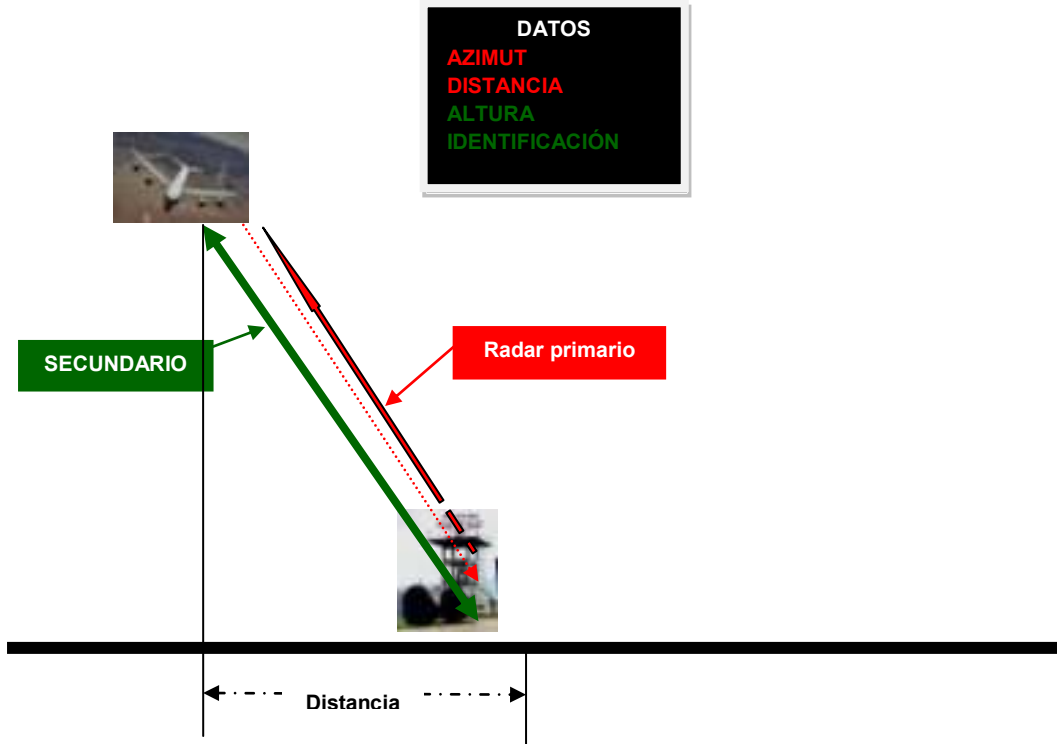 DATOS
AZIMUT
DISTANCIA
ALTURA
IDENTIFICACIÓN
SECUNDARIO
Radar primario
Distancia